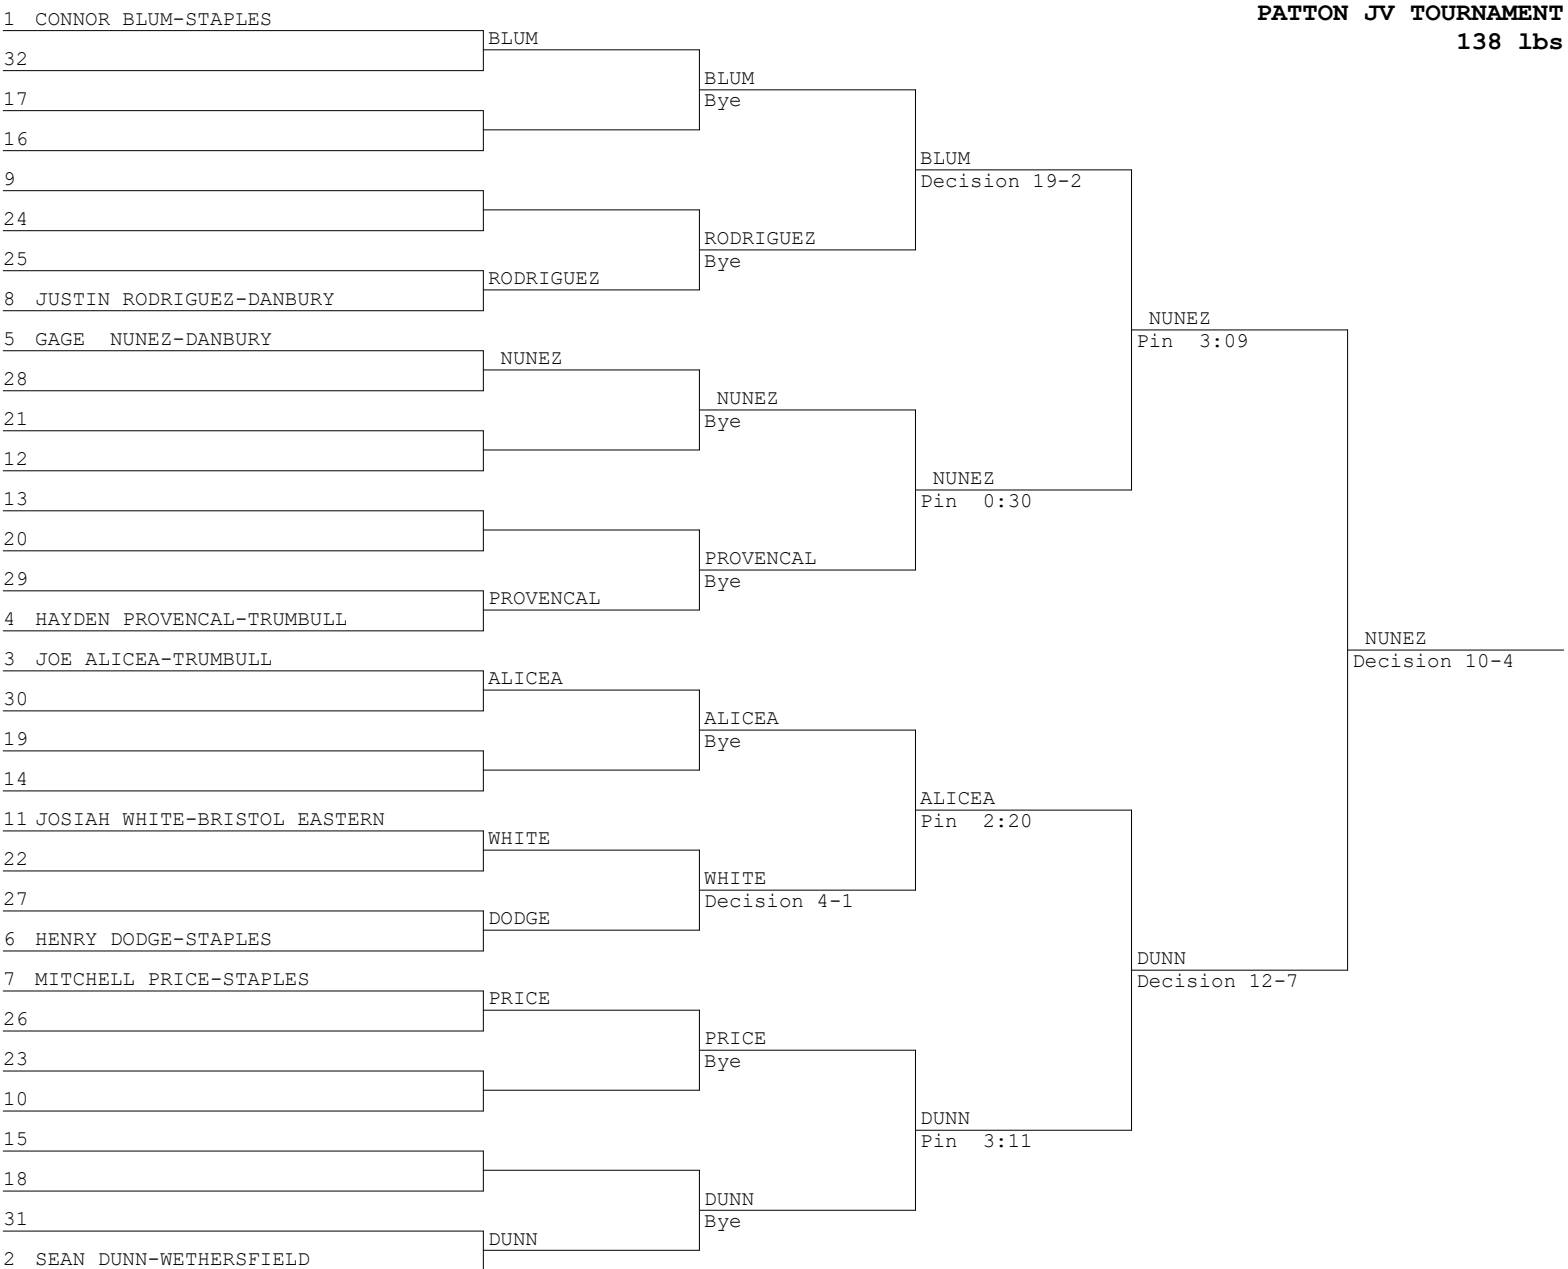 PATTON JV TOURNAMENT
138 lbs
1 CONNOR BLUM-STAPLES
BLUM
32
BLUM
17
Bye
16
BLUM
9
Decision 19-2
24
RODRIGUEZ
25
Bye
RODRIGUEZ
8 JUSTIN RODRIGUEZ-DANBURY
NUNEZ
5 GAGE NUNEZ-DANBURY
Pin 3:09
NUNEZ
28
NUNEZ
21
Bye
12
NUNEZ
13
Pin 0:30
20
PROVENCAL
29
Bye
PROVENCAL
4 HAYDEN PROVENCAL-TRUMBULL
NUNEZ
3 JOE ALICEA-TRUMBULL
Decision 10-4
ALICEA
30
ALICEA
19
Bye
14
ALICEA
11 JOSIAH WHITE-BRISTOL EASTERN
Pin 2:20
WHITE
22
WHITE
27
Decision 4-1
DODGE
6 HENRY DODGE-STAPLES
DUNN
7 MITCHELL PRICE-STAPLES
Decision 12-7
PRICE
26
PRICE
23
Bye
10
DUNN
15
Pin 3:11
18
DUNN
31
Bye
DUNN
2 SEAN DUNN-WETHERSFIELD